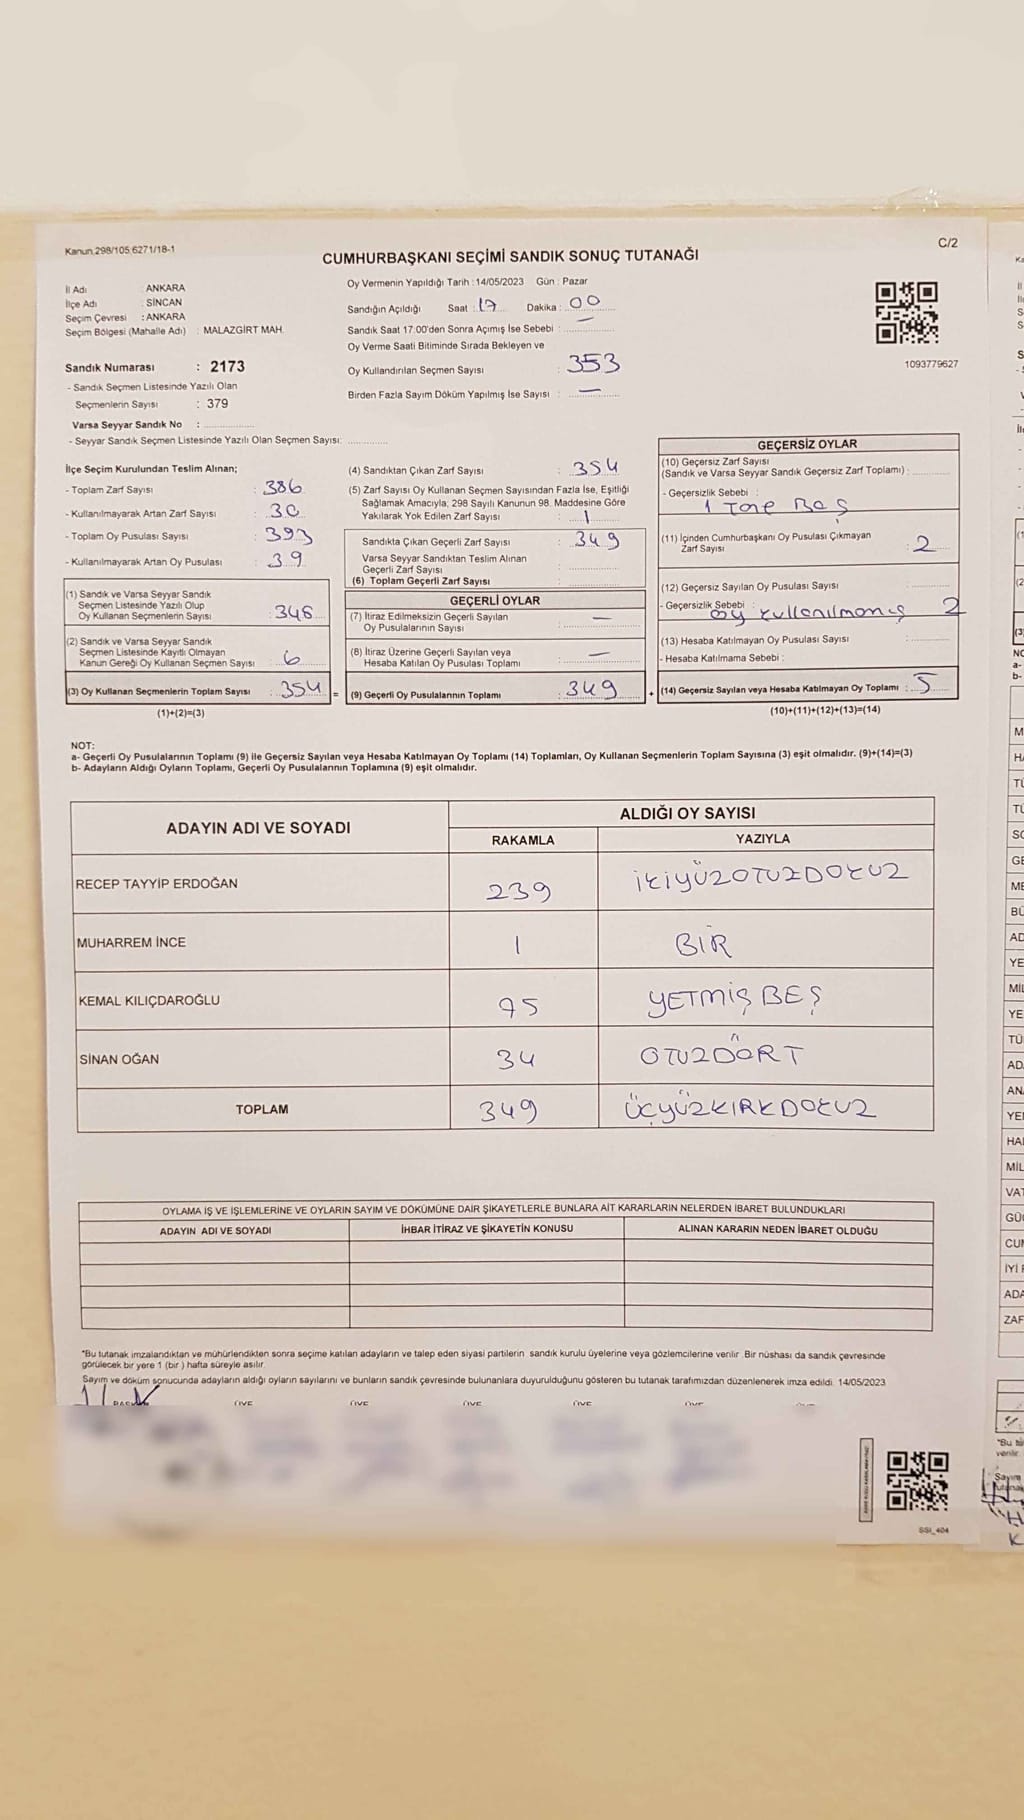 Kanun.298/105.6271/18-1
C/2
CUMHURBAŞKANI SEÇİMİ SANDIK SONUÇ TUTANAĞI
İl Adı : ANKARA
İlçe Adı : SİNCAN
Seçim Çevresi : ANKARA
Seçim Bölgesi (Mahalle Adı) : MALAZGİRT MAH.
Sandık Numarası : 2173
- Sandık Seçmen Listesinde Yazılı Olan
Seçmenlerin Sayısı : 379
Varsa Seyyar Sandık No :
- Seyyar Sandık Seçmen Listesinde Yazılı Olan Seçmen Sayısı:
Oy Vermenin Yapıldığı Tarih : 14/05/2023 Gün : Pazar
Sandığın Açıldığı Saat : 17 Dakika : 00
Sandık Saat 17:00'den Sonra Açımış İse Sebebi : —
Oy Verme Saati Bitiminde Sırada Bekleyen ve
Oy Kullandırılan Seçmen Sayısı : 353
Birden Fazla Sayım Döküm Yapılmış İse Sayısı : —
1093779627
İlçe Seçim Kurulundan Teslim Alınan;
- Toplam Zarf Sayısı : 386
- Kullanılmayarak Artan Zarf Sayısı : 30
- Toplam Oy Pusulası Sayısı : 393
- Kullanılmayarak Artan Oy Pusulası : 39
(1) Sandık ve Varsa Seyyar Sandık
Seçmen Listesinde Yazılı Olup
Oy Kullanan Seçmenlerin Sayısı : 348
(2) Sandık ve Varsa Seyyar Sandık
Seçmen Listesinde Kayıtlı Olmayan
Kanun Gereği Oy Kullanan Seçmen Sayısı : 6
(3) Oy Kullanan Seçmenlerin Toplam Sayısı : 354 =
(1)+(2)=(3)
(4) Sandıktan Çıkan Zarf Sayısı : 354
(5) Zarf Sayısı Oy Kullanan Seçmen Sayısından Fazla İse, Eşitliği
Sağlamak Amacıyla, 298 Sayılı Kanunun 98. Maddesine Göre
Yakılarak Yok Edilen Zarf Sayısı : 1
Sandıkta Çıkan Geçerli Zarf Sayısı : 349
Varsa Seyyar Sandıktan Teslim Alınan
Geçerli Zarf Sayısı :
(6) Toplam Geçerli Zarf Sayısı :
GEÇERLİ OYLAR
(7) İtiraz Edilmeksizin Geçerli Sayılan
Oy Pusulalarının Sayısı : —
(8) İtiraz Üzerine Geçerli Sayılan veya
Hesaba Katılan Oy Pusulası Toplamı : —
(9) Geçerli Oy Pusulalarının Toplamı : 349 +
GEÇERSİZ OYLAR
(10) Geçersiz Zarf Sayısı
(Sandık ve Varsa Seyyar Sandık Geçersiz Zarf Toplamı) :
- Geçersizlik Sebebi :
1 Tane Boş
(11) İçinden Cumhurbaşkanı Oy Pusulası Çıkmayan
Zarf Sayısı : 2
(12) Geçersiz Sayılan Oy Pusulası Sayısı :
- Geçersizlik Sebebi : oy kullanılmamış 2
(13) Hesaba Katılmayan Oy Pusulası Sayısı :
- Hesaba Katılmama Sebebi :
(14) Geçersiz Sayılan veya Hesaba Katılmayan Oy Toplamı : 5
(10)+(11)+(12)+(13)=(14)
NOT:
a- Geçerli Oy Pusulalarının Toplamı (9) ile Geçersiz Sayılan veya Hesaba Katılmayan Oy Toplamı (14) Toplamları, Oy Kullanan Seçmenlerin Toplam Sayısına (3) eşit olmalıdır. (9)+(14)=(3)
b- Adayların Aldığı Oyların Toplamı, Geçerli Oy Pusulalarının Toplamına (9) eşit olmalıdır.
ADAYIN ADI VE SOYADI
ALDIĞI OY SAYISI
RAKAMLA YAZIYLA
RECEP TAYYİP ERDOĞAN 239 İKİYÜZOTUZDOKUZ
MUHARREM İNCE 1 BİR
KEMAL KILIÇDAROĞLU 75 YETMİŞ BEŞ
SİNAN OĞAN 34 OTUZDÖRT
TOPLAM 349 ÜÇYÜZKIRKDOKUZ
OYLAMA İŞ VE İŞLEMLERİNE VE OYLARIN SAYIM VE DÖKÜMÜNE DAİR ŞİKAYETLERLE BUNLARA AİT KARARLARIN NELERDEN İBARET BULUNDUKLARI
ADAYIN ADI VE SOYADI İHBAR İTİRAZ VE ŞİKAYETİN KONUSU ALINAN KARARIN NEDEN İBARET OLDUĞU
*Bu tutanak imzalandıktan ve mühürlendikten sonra seçime katılan adayların ve talep eden siyasi partilerin sandık kurulu üyelerine veya gözlemcilerine verilir. Bir nüshası da sandık çevresinde
görülecek bir yere 1 (bir) hafta süreyle asılır.
Sayım ve döküm sonucunda adayların aldığı oyların sayılarını ve bunların sandık çevresinde bulunanlara duyurulduğunu gösteren bu tutanak tarafımızdan düzenlenerek imza edildi. 14/05/2023
SSI_404